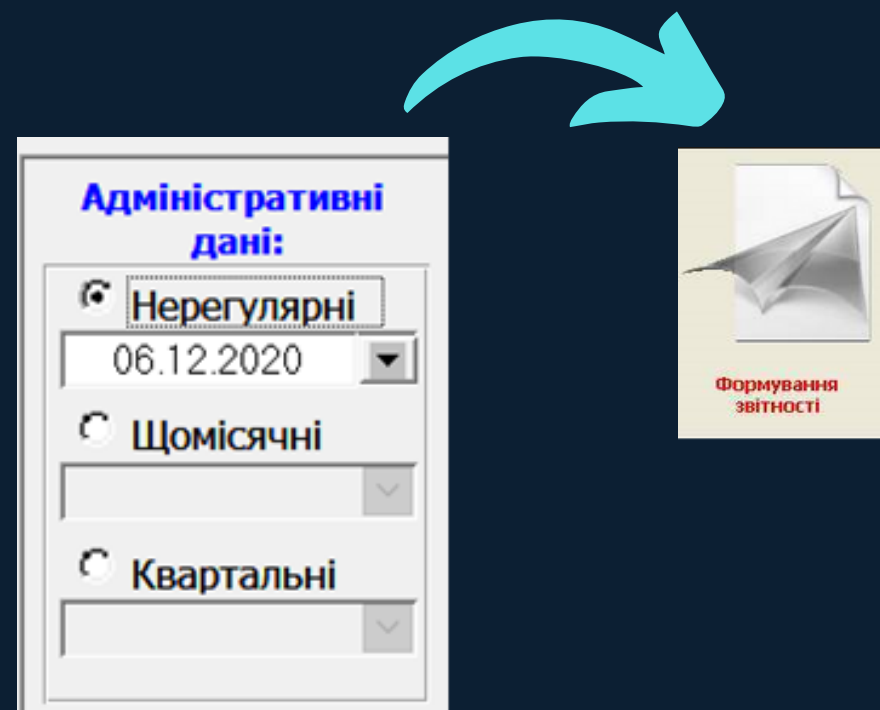 Адміністративні
дані:
Нерегулярні
06.12.2020
Щомісячні
Квартальні
Формування
звітності